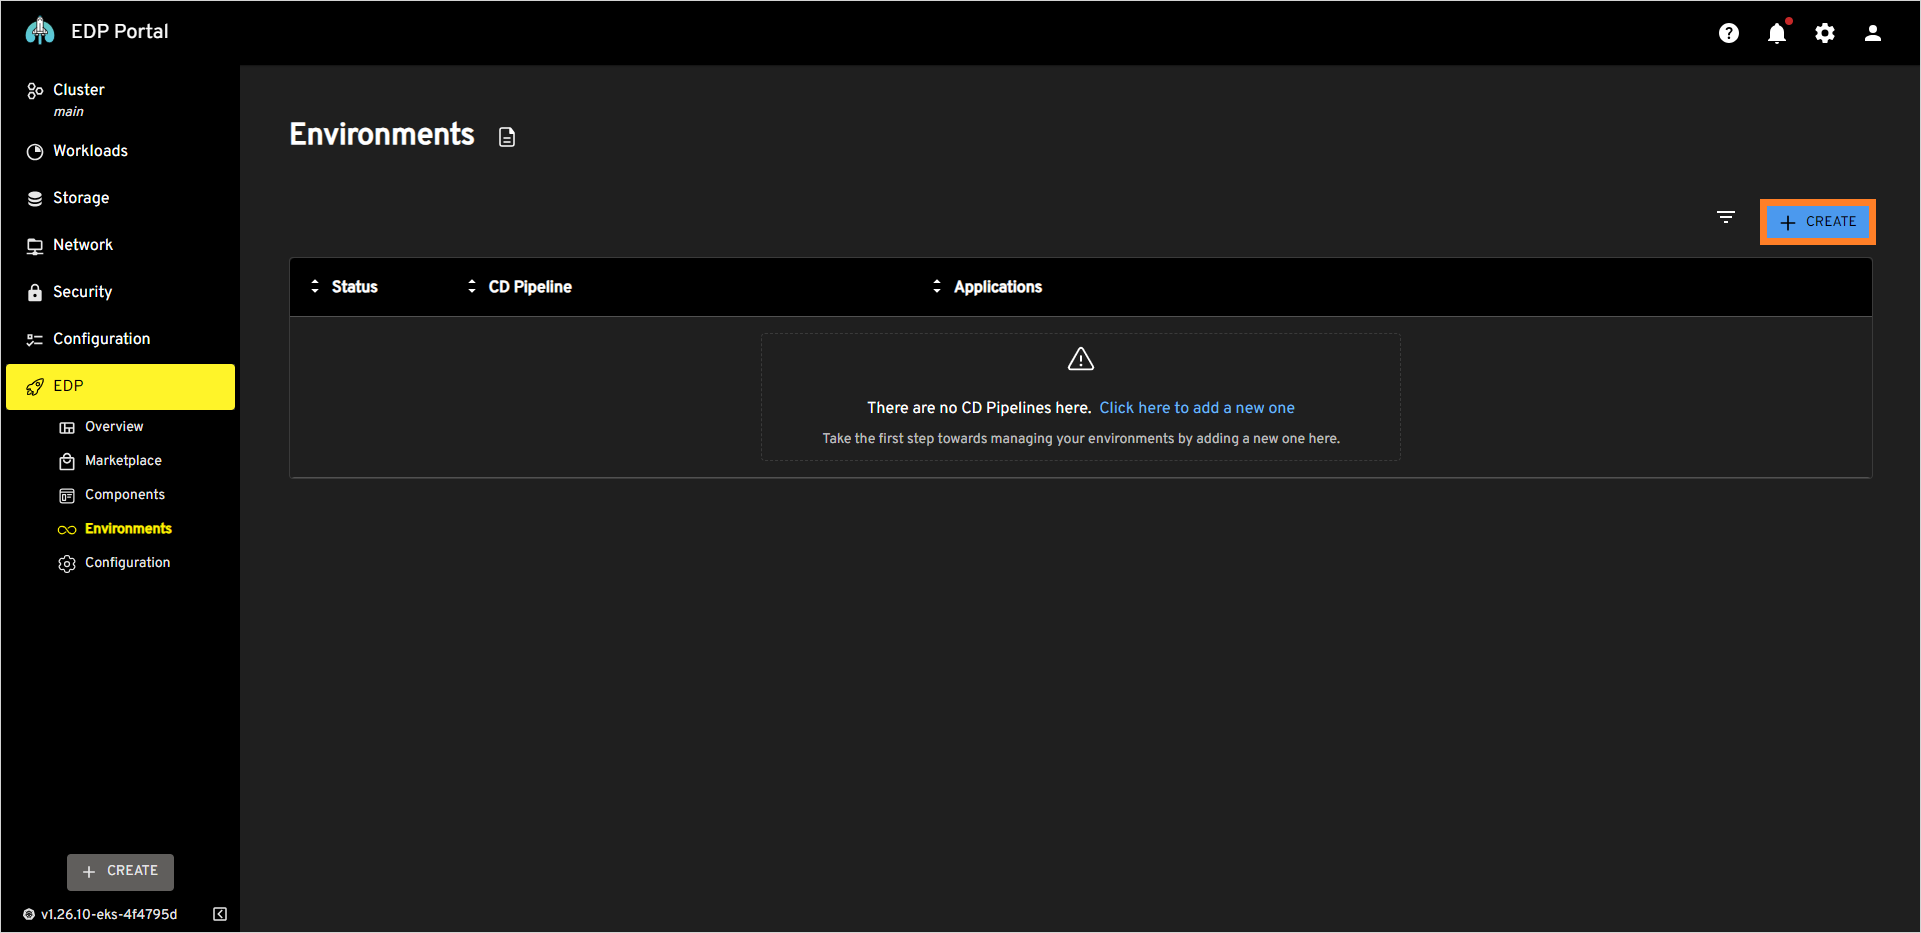 EDP Portal
Cluster
main
Workloads
Storage
Network
Security
Configuration
EDP
Overview
Marketplace
Components
Environments
Configuration
+ CREATE
v1.26.10-eks-4f4795d
Environments
+ CREATE
Status CD Pipeline Applications
There are no CD Pipelines here. Click here to add a new one
Take the first step towards managing your environments by adding a new one here.